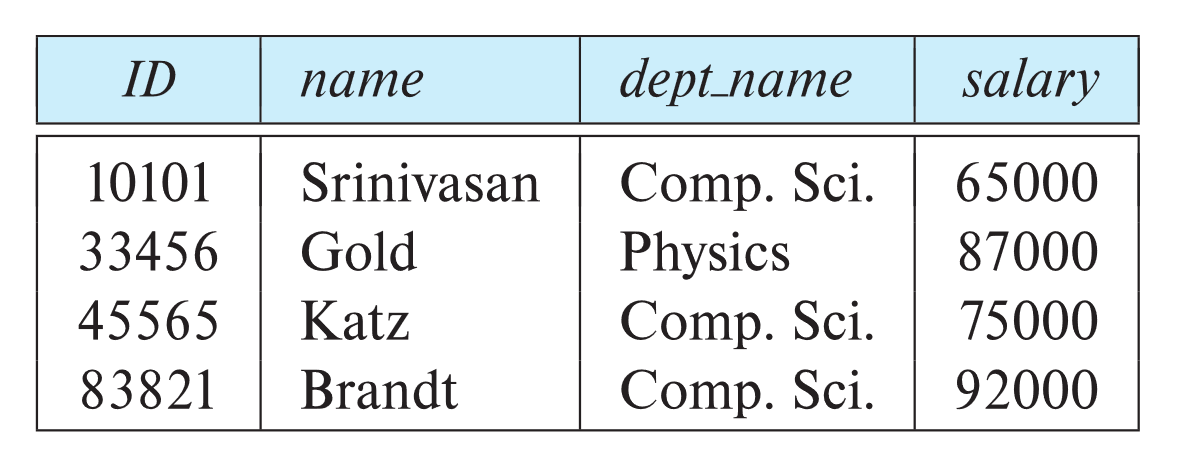 ID name dept_name salary
10101 Srinivasan Comp. Sci. 65000
33456 Gold Physics 87000
45565 Katz Comp. Sci. 75000
83821 Brandt Comp. Sci. 92000